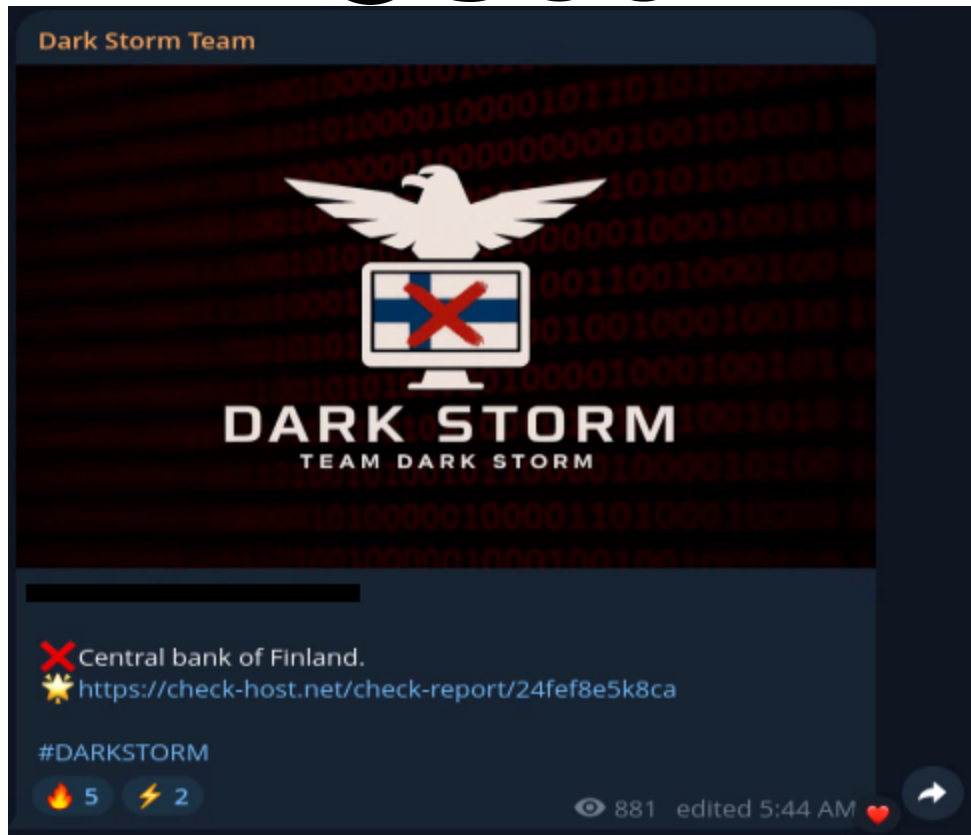 Dark Storm Team
DARK STORM
TEAM DARK STORM
❌Central bank of Finland.
🌟https://check-host.net/check-report/24fef8e5k8ca
#DARKSTORM
🔥 5 ⚡ 2
881 edited 5:44 AM